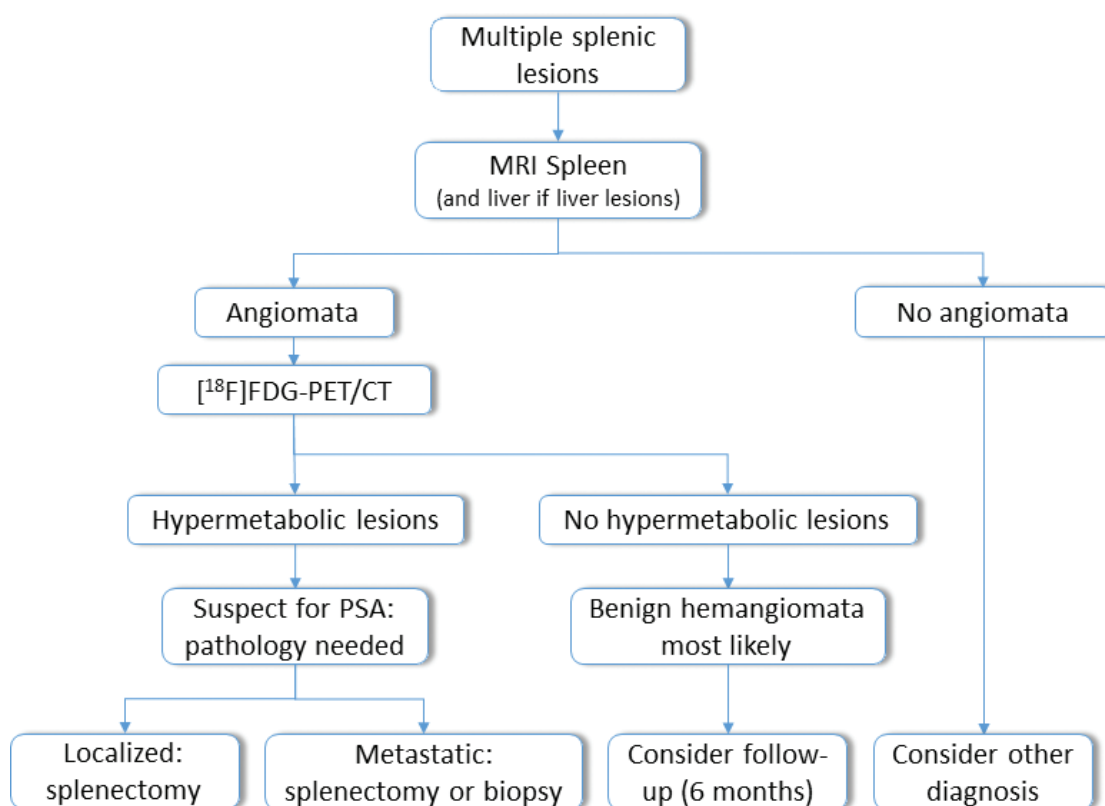 Multiple splenic
lesions
MRI Spleen
(and liver if liver lesions)
Angiomata
No angiomata
[¹⁸F]FDG-PET/CT
Hypermetabolic lesions
No hypermetabolic lesions
Suspect for PSA:
pathology needed
Benign hemangiomata
most likely
Localized:
splenectomy
Metastatic:
splenectomy or biopsy
Consider follow-
up (6 months)
Consider other
diagnosis